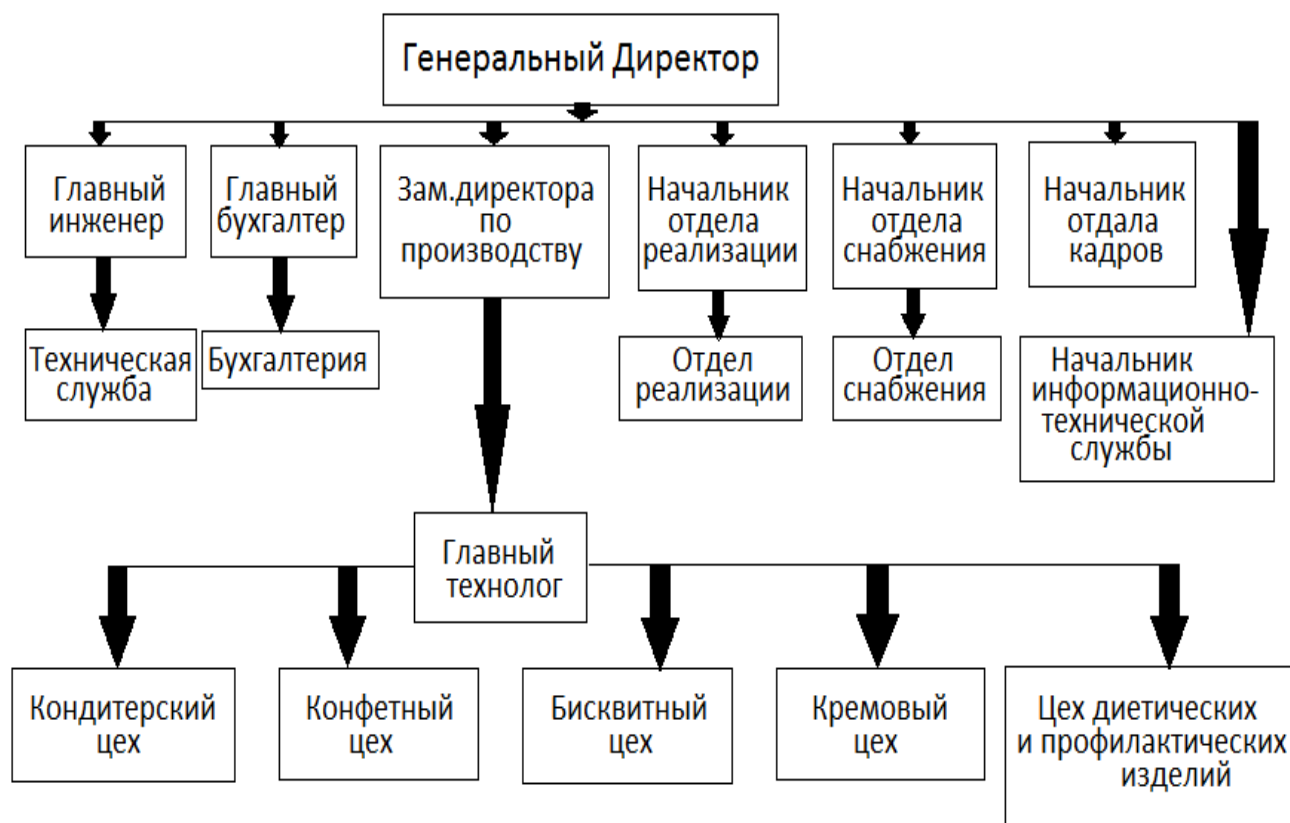 Генеральный Директор
Главный
инженер
Главный
бухгалтер
Зам.директора
по
производству
Начальник
отдела
реализации
Начальник
отдела
снабжения
Начальник
отдала
кадров
Техническая
служба
Бухгалтерия
Отдел
реализации
Отдел
снабжения
Начальник
информационно-
технической
службы
Главный
технолог
Кондитерский
цех
Конфетный
цех
Бисквитный
цех
Кремовый
цех
Цех диетических
и профилактических
изделий